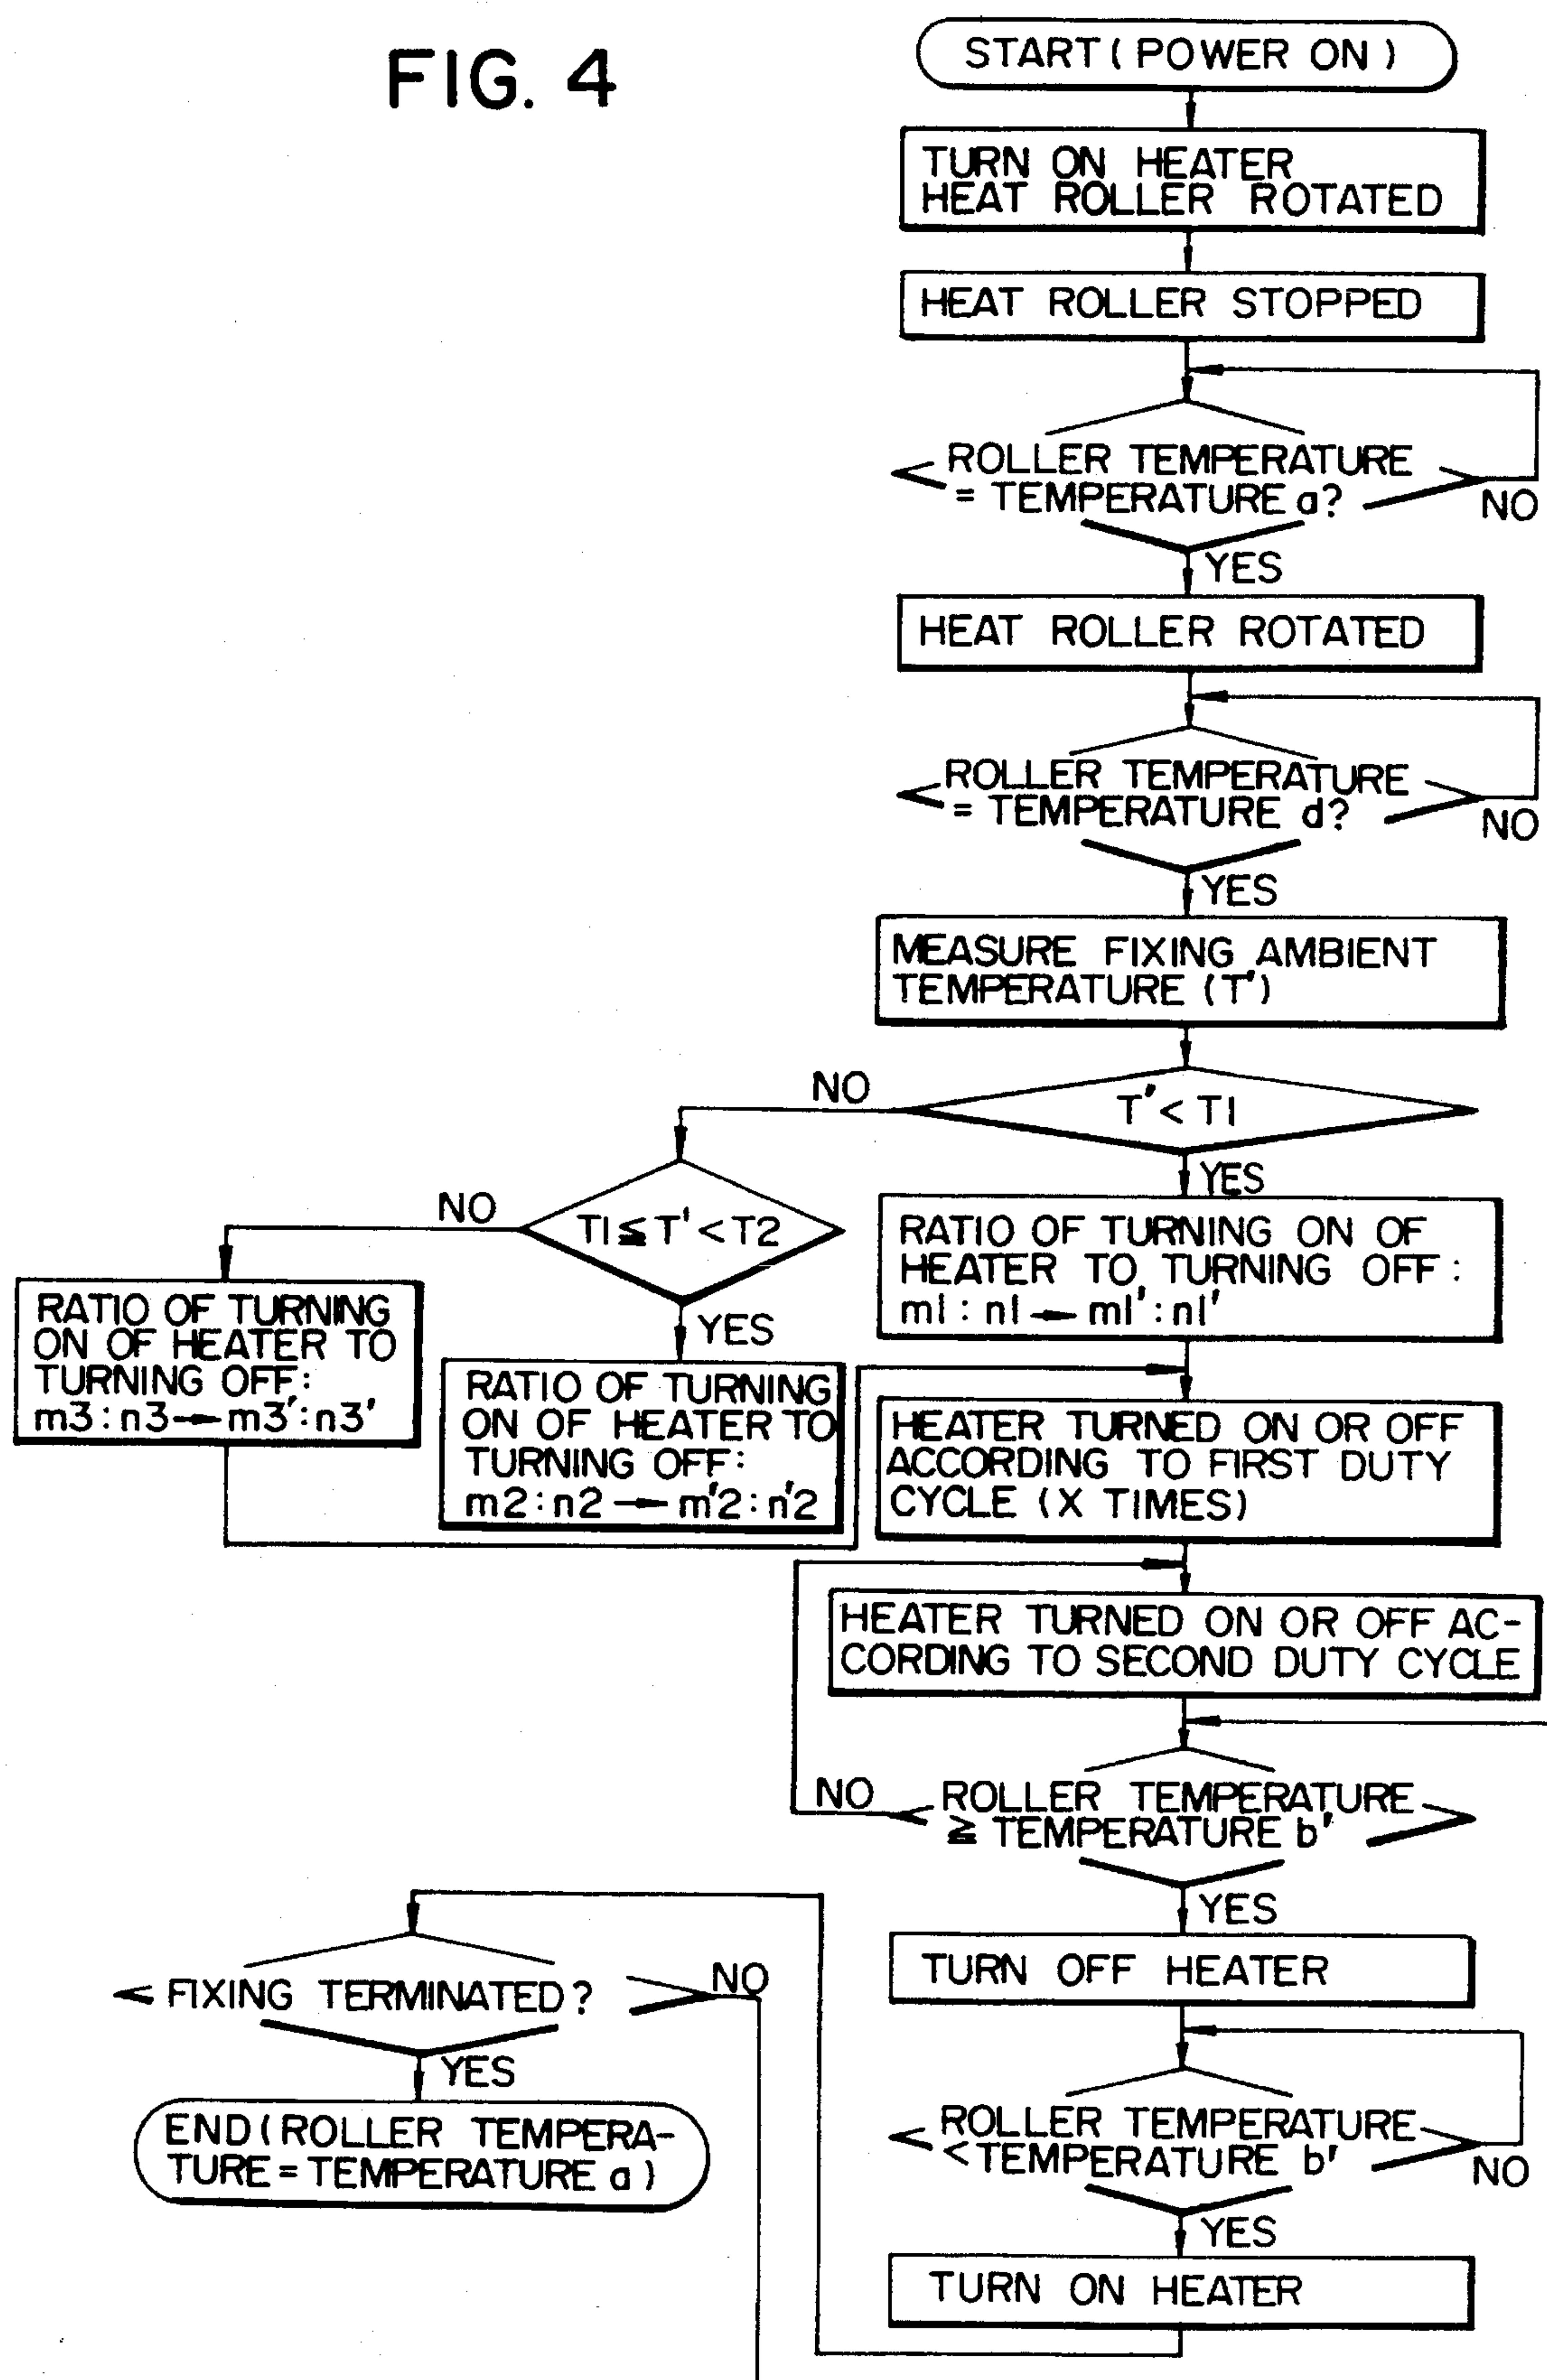 FIG. 4
START ( POWER ON )
TURN ON HEATER
HEAT ROLLER ROTATED
HEAT ROLLER STOPPED
ROLLER TEMPERATURE
= TEMPERATURE a?
NO
YES
HEAT ROLLER ROTATED
ROLLER TEMPERATURE
= TEMPERATURE d?
NO
YES
MEASURE FIXING AMBIENT
TEMPERATURE (T')
T' < T1
NO
YES
T1 ≦ T' < T2
NO
YES
RATIO OF TURNING ON OF
HEATER TO TURNING OFF :
m1 : n1 → m1' : n1'
RATIO OF TURNING
ON OF HEATER TO
TURNING OFF:
m3 : n3 → m3' : n3'
RATIO OF TURNING
ON OF HEATER TO
TURNING OFF:
m2 : n2 → m'2 : n'2
HEATER TURNED ON OR OFF
ACCORDING TO FIRST DUTY
CYCLE (X TIMES)
HEATER TURNED ON OR OFF AC-
CORDING TO SECOND DUTY CYCLE
ROLLER TEMPERATURE
≧ TEMPERATURE b'
NO
YES
TURN OFF HEATER
ROLLER TEMPERATURE
< TEMPERATURE b'
NO
YES
TURN ON HEATER
FIXING TERMINATED ?
NO
YES
END ( ROLLER TEMPERA-
TURE = TEMPERATURE a )